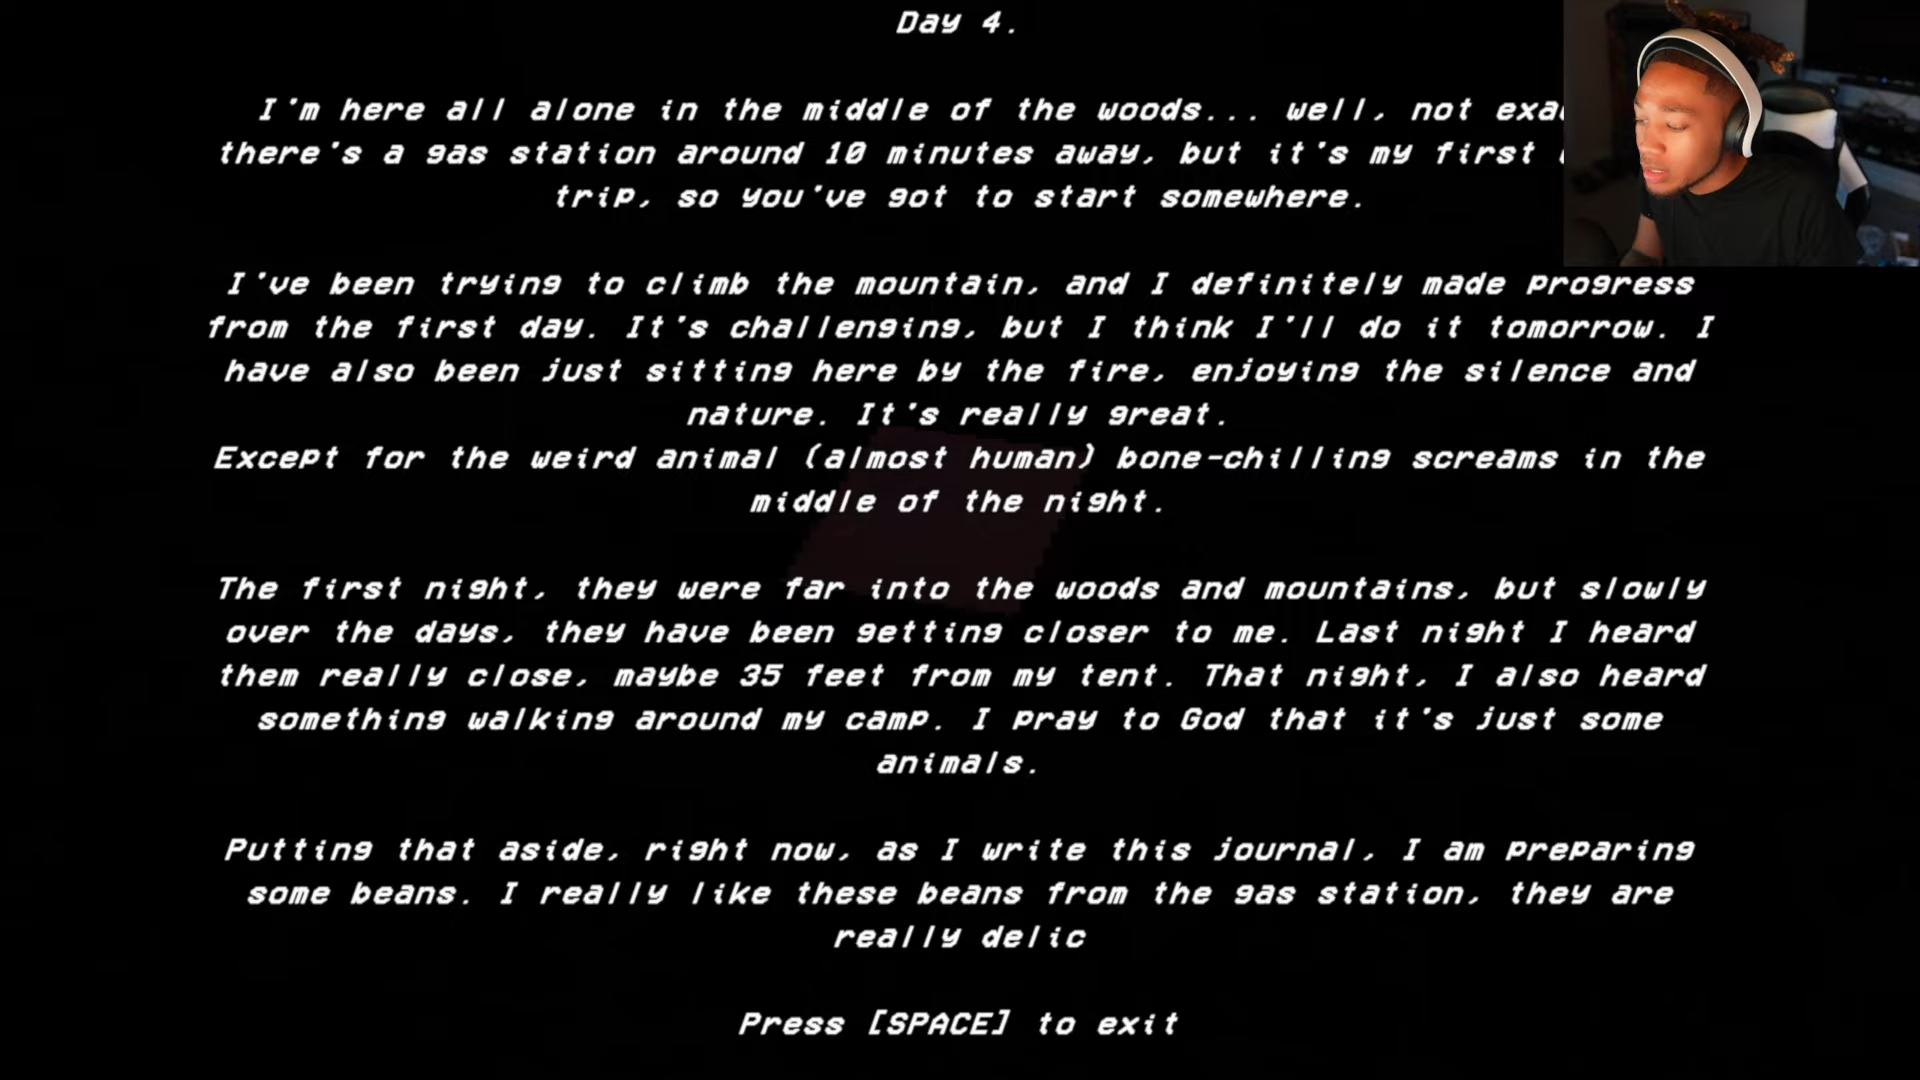 Day 4.
I'm here all alone in the middle of the woods... well, not
there's a gas station around 10 minutes away, but it's my first
trip, so you've got to start somewhere.
I've been trying to climb the mountain, and I definitely made progress
from the first day. It's challenging, but I think I'll do it tomorrow. I
have also been just sitting here by the fire, enjoying the silence and
nature. It's really great.
Except for the weird animal (almost human) bone-chilling screams in the
middle of the night.
The first night, they were far into the woods and mountains, but slowly
over the days, they have been getting closer to me. Last night I heard
them really close, maybe 35 feet from my tent. That night, I also heard
something walking around my camp. I pray to God that it's just some
animals.
Putting that aside, right now, as I write this journal, I am preparing
some beans. I really like these beans from the gas station, they are
really delic
Press [SPACE] to exit